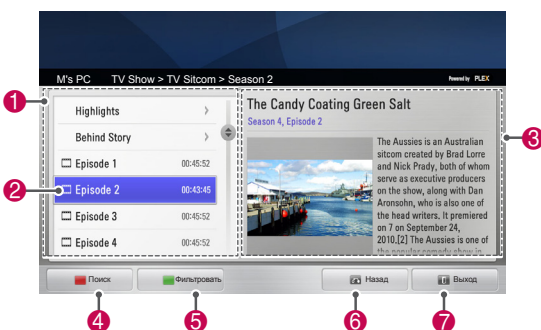 M's PC TV Show > TV Sitcom > Season 2
Powered by PLEX
1
Highlights >
Behind Story >
Episode 1 00:45:52
2
Episode 2 00:43:45
Episode 3 00:45:52
Episode 4 00:45:52
The Candy Coating Green Salt
Season 4, Episode 2
The Aussies is an Australian
sitcom created by Brad Lorre
and Nick Prady, both of whom
serve as executive producers
on the show, along with Dan
Aronsohn, who is also one of
the head writers. It premiered
on 7 on September 24,
2010.[2] The Aussies is one of
the popular comedy show in
3
Поиск
Фильтровать
Назад
Выход
4
5
6
7